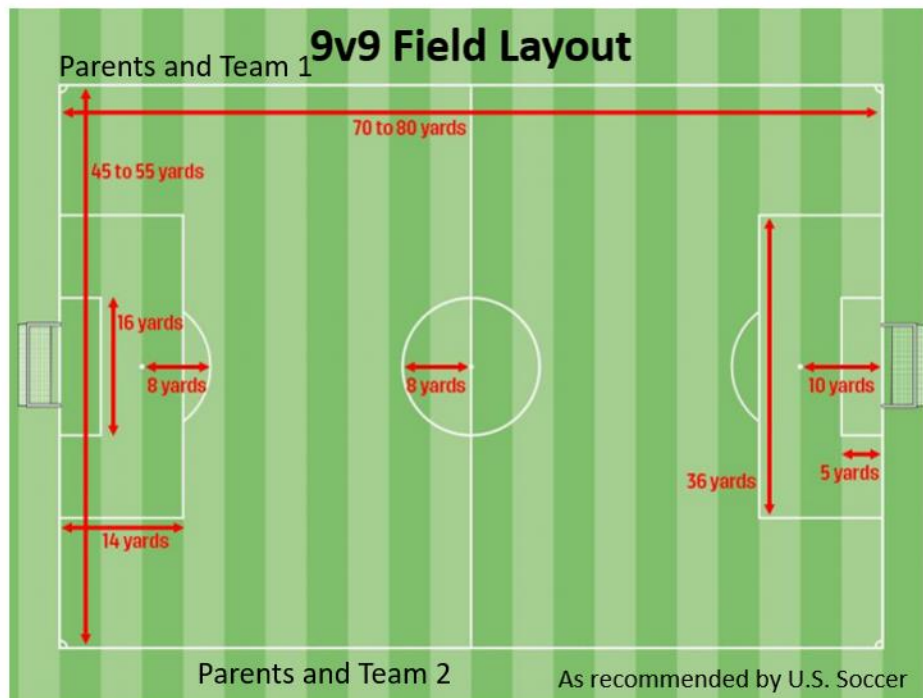 9v9 Field Layout
Parents and Team 1
70 to 80 yards
45 to 55 yards
16 yards
8 yards
8 yards
10 yards
5 yards
36 yards
14 yards
Parents and Team 2
As recommended by U.S. Soccer